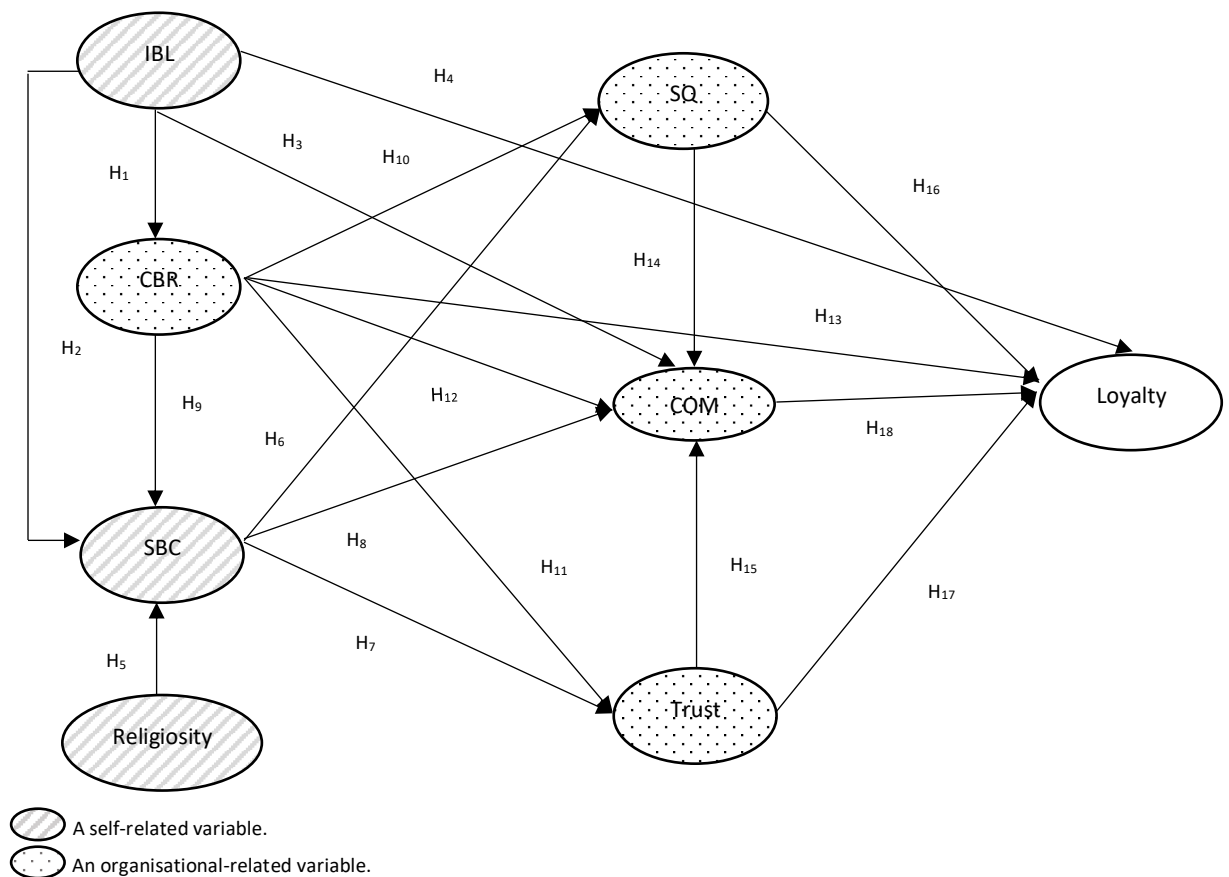 IBL
SQ
H4
H3
H10
H1
H16
H14
CBR
H13
H2
H9
H12
COM
Loyalty
H18
H6
SBC
H8
H11
H15
H17
H7
H5
Trust
Religiosity
A self-related variable.
An organisational-related variable.